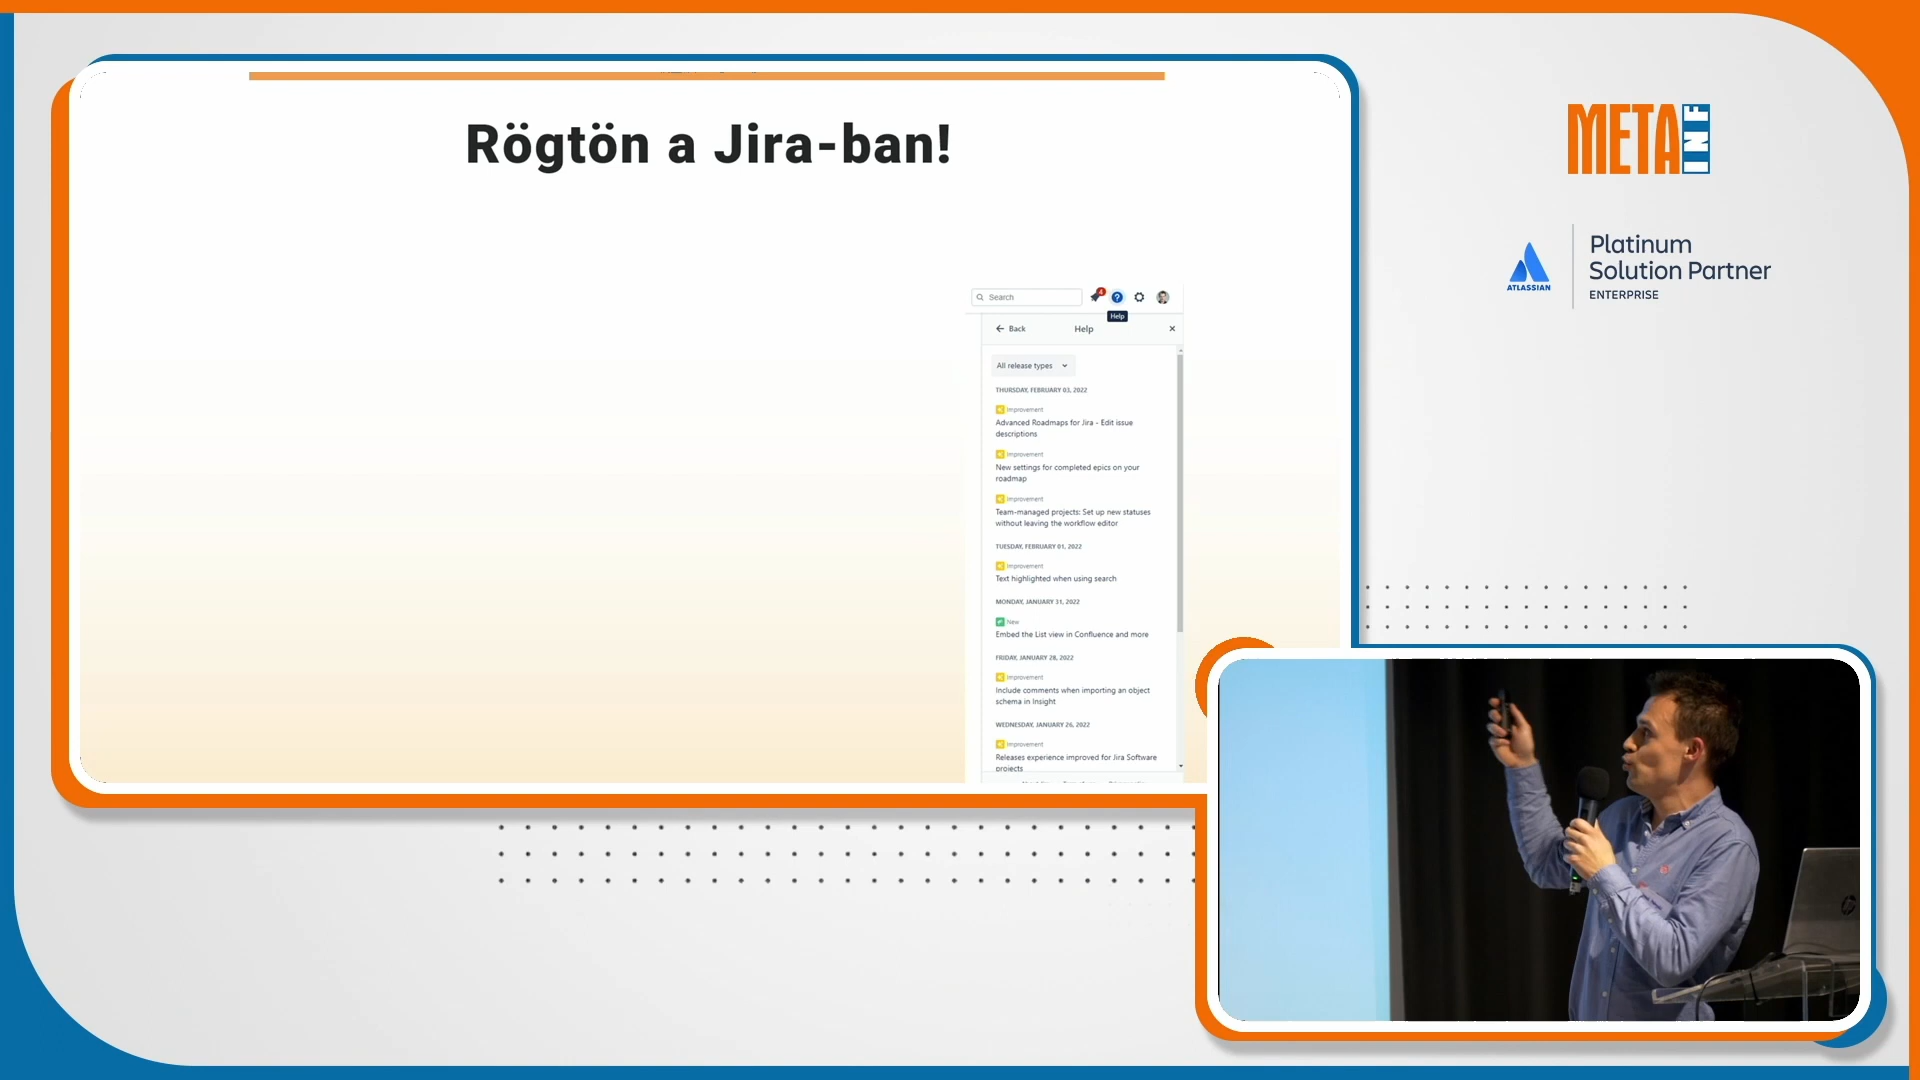 Rögtön a Jira-ban!
Search
4
Help
Back
Help
All release types
THURSDAY, FEBRUARY 03, 2022
Improvement
Advanced Roadmaps for Jira - Edit issue
descriptions
Improvement
New settings for completed epics on your
roadmap
Improvement
Team-managed projects: Set up new statuses
without leaving the workflow editor
TUESDAY, FEBRUARY 01, 2022
Improvement
Text highlighted when using search
MONDAY, JANUARY 31, 2022
New
Embed the List view in Confluence and more
FRIDAY, JANUARY 28, 2022
Improvement
Include comments when importing an object
schema in Insight
WEDNESDAY, JANUARY 26, 2022
Improvement
Releases experience improved for Jira Software
projects
META INF
ATLASSIAN
Platinum
Solution Partner
ENTERPRISE
hp